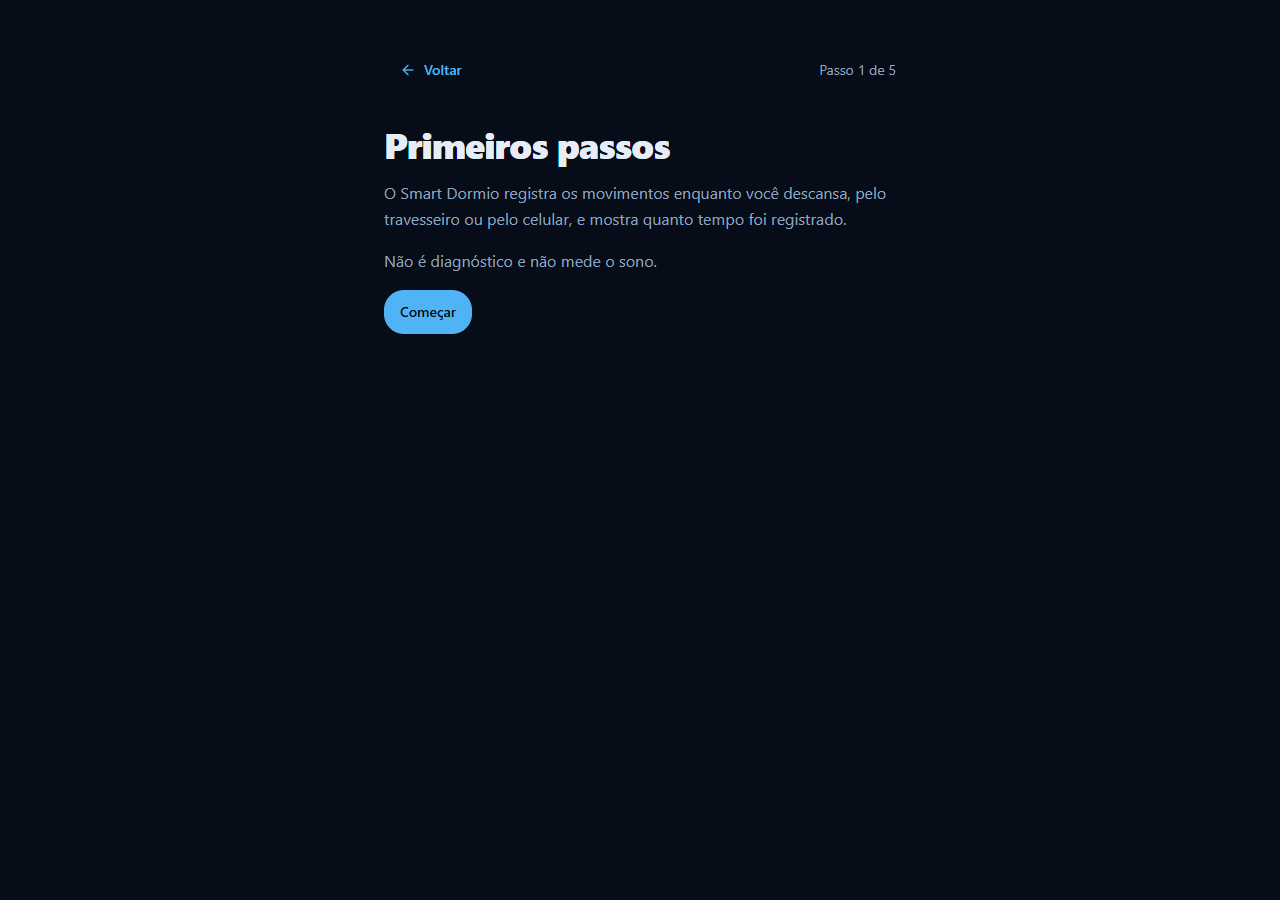 Voltar
Passo 1 de 5
Primeiros passos
O Smart Dormio registra os movimentos enquanto você descansa, pelo
travesseiro ou pelo celular, e mostra quanto tempo foi registrado.
Não é diagnóstico e não mede o sono.
Começar